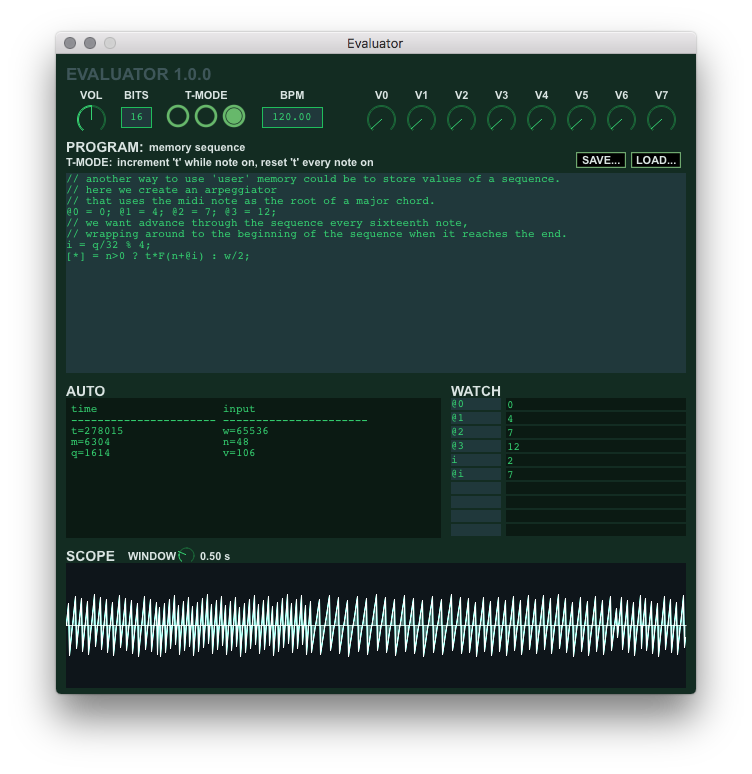 Evaluator
EVALUATOR 1.0.0
VOL BITS T-MODE BPM V0 V1 V2 V3 V4 V5 V6 V7
16 120.00
PROGRAM: memory sequence
T-MODE: increment 't' while note on, reset 't' every note on
SAVE... LOAD...
// another way to use 'user' memory could be to store values of a sequence.
// here we create an arpeggiator
// that uses the midi note as the root of a major chord.
@0 = 0; @1 = 4; @2 = 7; @3 = 12;
// we want advance through the sequence every sixteenth note,
// wrapping around to the beginning of the sequence when it reaches the end.
i = q/32 % 4;
[*] = n>0 ? t*F(n+@i) : w/2;
AUTO
time input
---------------------- ----------------------
t=278015 w=65536
m=6304 n=48
q=1614 v=106
WATCH
@0 0
@1 4
@2 7
@3 12
i 2
@i 7
SCOPE WINDOW 0.50 s